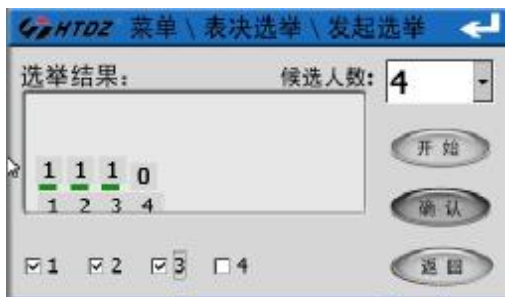 HTDZ 菜单 \ 表决选举 \ 发起选举
选举结果: 候选人数: 4
开 始
1 1 1 0
1 2 3 4
确 认
1 2 3 4
返 回